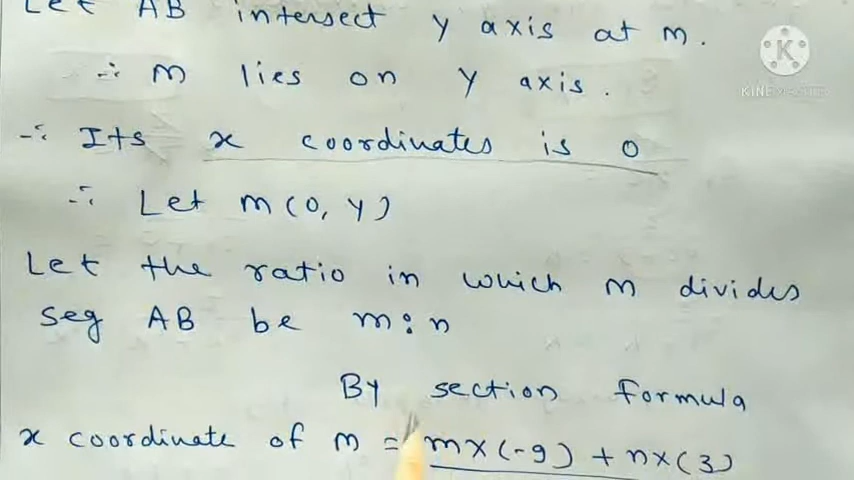 Let AB intersect y axis at m.
∴ m lies on y axis.
∴ Its x coordinates is 0
∴ Let m(0, y)
Let the ratio in which m divides
seg AB be m:n
By section formula
x coordinate of m = mx(-9) + nx(3)
K
KINEMASTER